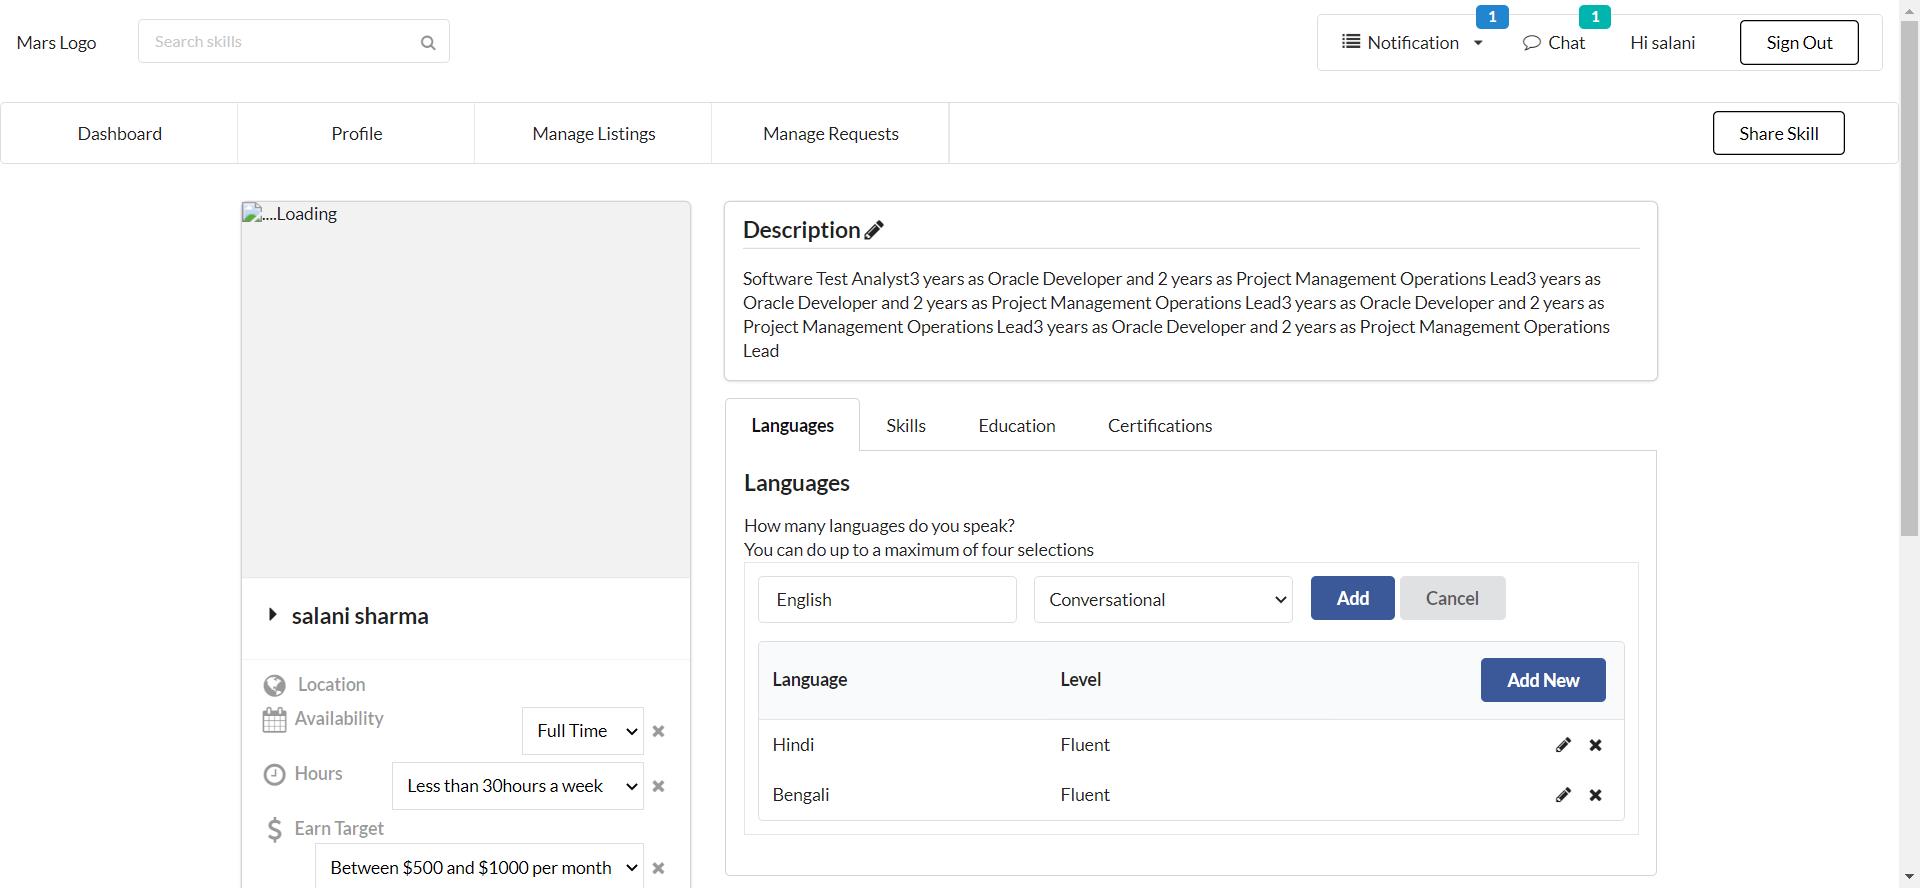 Mars Logo
Search skills
Notification
1
Chat
1
Hi salani
Sign Out
Dashboard
Profile
Manage Listings
Manage Requests
Share Skill
....Loading
salani sharma
Location
Availability
Full Time
Hours
Less than 30hours a week
Earn Target
Between $500 and $1000 per month
Description
Software Test Analyst3 years as Oracle Developer and 2 years as Project Management Operations Lead3 years as
Oracle Developer and 2 years as Project Management Operations Lead3 years as Oracle Developer and 2 years as
Project Management Operations Lead3 years as Oracle Developer and 2 years as Project Management Operations
Lead
Languages
Skills
Education
Certifications
Languages
How many languages do you speak?
You can do up to a maximum of four selections
English
Conversational
Add
Cancel
Language
Level
Add New
Hindi
Fluent
Bengali
Fluent